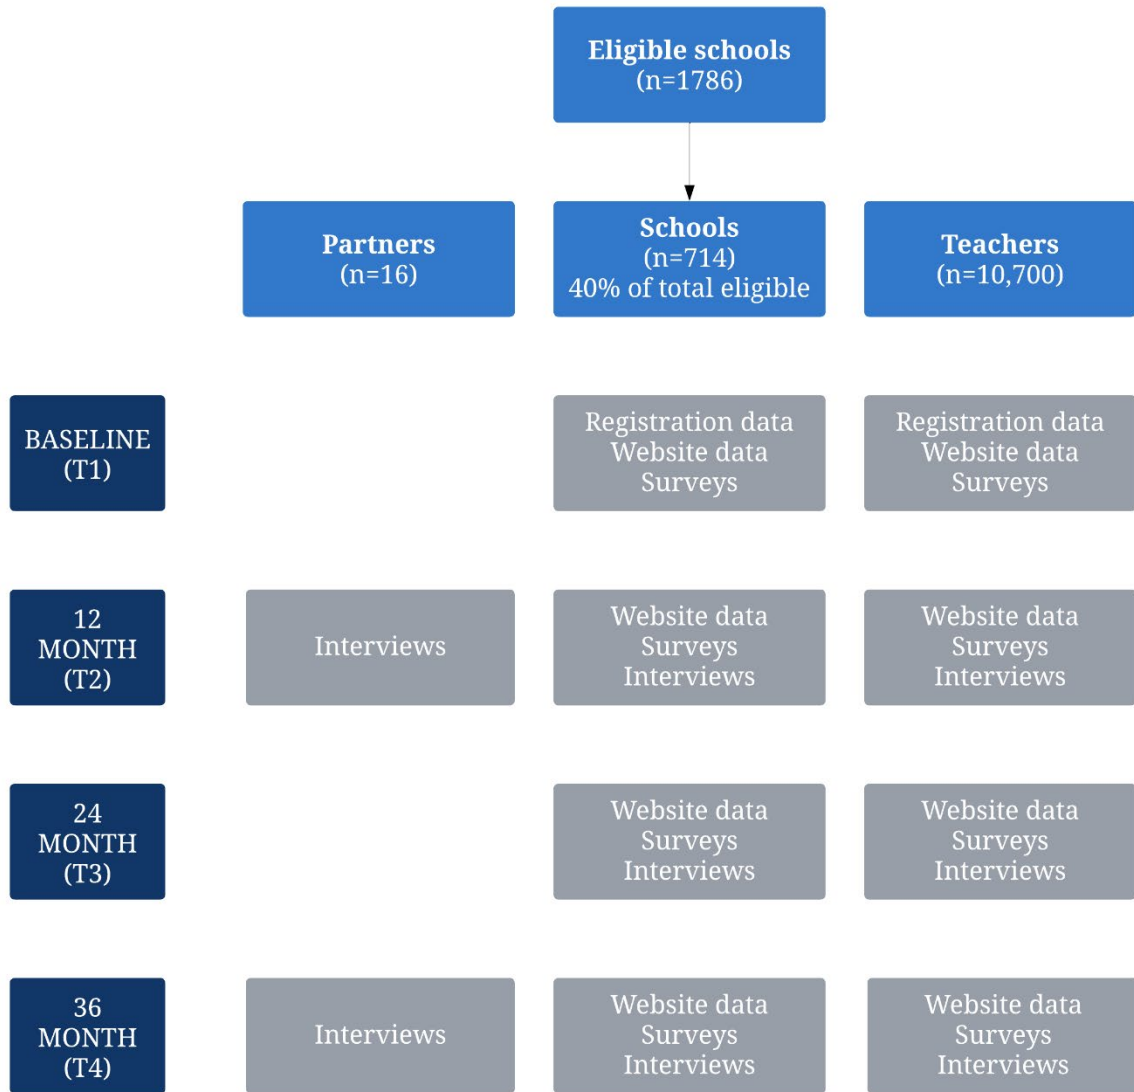 Eligible schools
(n=1786)
Partners
(n=16)
Schools
(n=714)
40% of total eligible
Teachers
(n=10,700)
BASELINE
(T1)
Registration data
Website data
Surveys
Registration data
Website data
Surveys
12
MONTH
(T2)
Interviews
Website data
Surveys
Interviews
Website data
Surveys
Interviews
24
MONTH
(T3)
Website data
Surveys
Interviews
Website data
Surveys
Interviews
36
MONTH
(T4)
Interviews
Website data
Surveys
Interviews
Website data
Surveys
Interviews